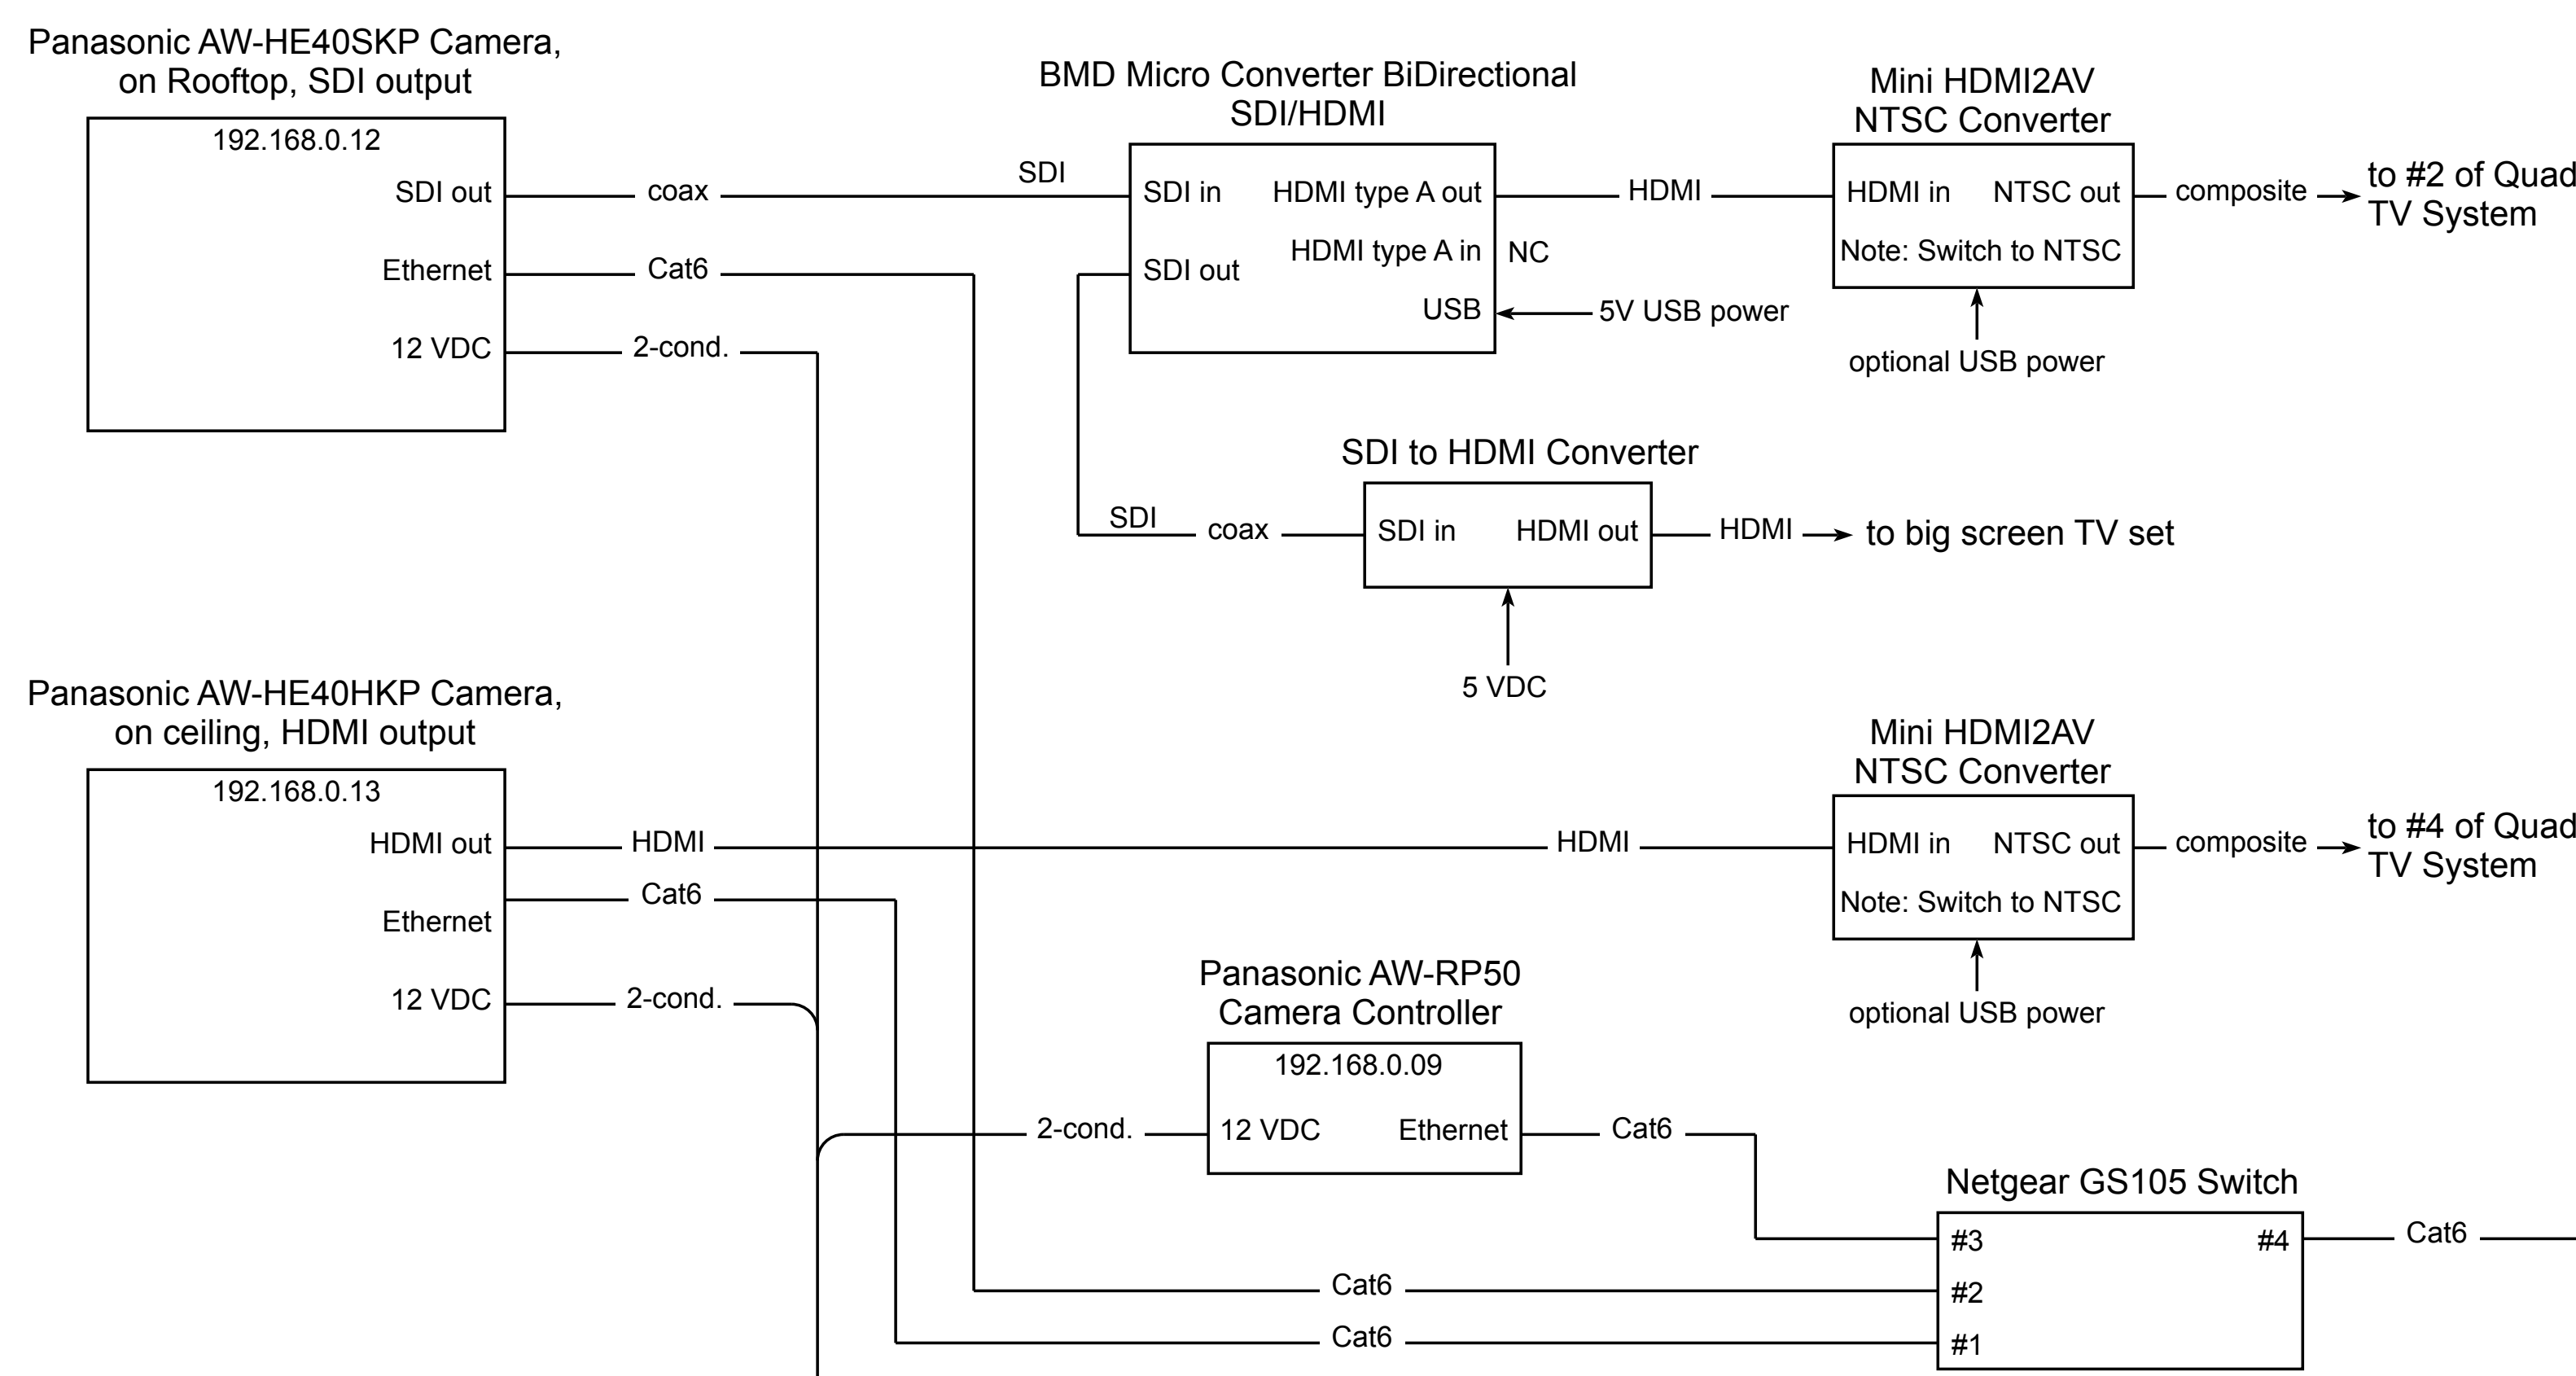 Panasonic AW-HE40SKP Camera,
on Rooftop, SDI output
192.168.0.12
SDI out
Ethernet
12 VDC
coax
Cat6
2-cond.
SDI
BMD Micro Converter BiDirectional
SDI/HDMI
SDI in
HDMI type A out
HDMI type A in
NC
SDI out
USB
5V USB power
HDMI
Mini HDMI2AV
NTSC Converter
HDMI in
NTSC out
Note: Switch to NTSC
optional USB power
composite
to #2 of Quad
TV System
SDI to HDMI Converter
SDI
coax
SDI in
HDMI out
HDMI
to big screen TV set
5 VDC
Panasonic AW-HE40HKP Camera,
on ceiling, HDMI output
192.168.0.13
HDMI out
Ethernet
12 VDC
HDMI
Cat6
2-cond.
HDMI
Mini HDMI2AV
NTSC Converter
HDMI in
NTSC out
Note: Switch to NTSC
optional USB power
composite
to #4 of Quad
TV System
Panasonic AW-RP50
Camera Controller
192.168.0.09
2-cond.
12 VDC
Ethernet
Cat6
Netgear GS105 Switch
#3
#4
Cat6
Cat6
#2
Cat6
#1